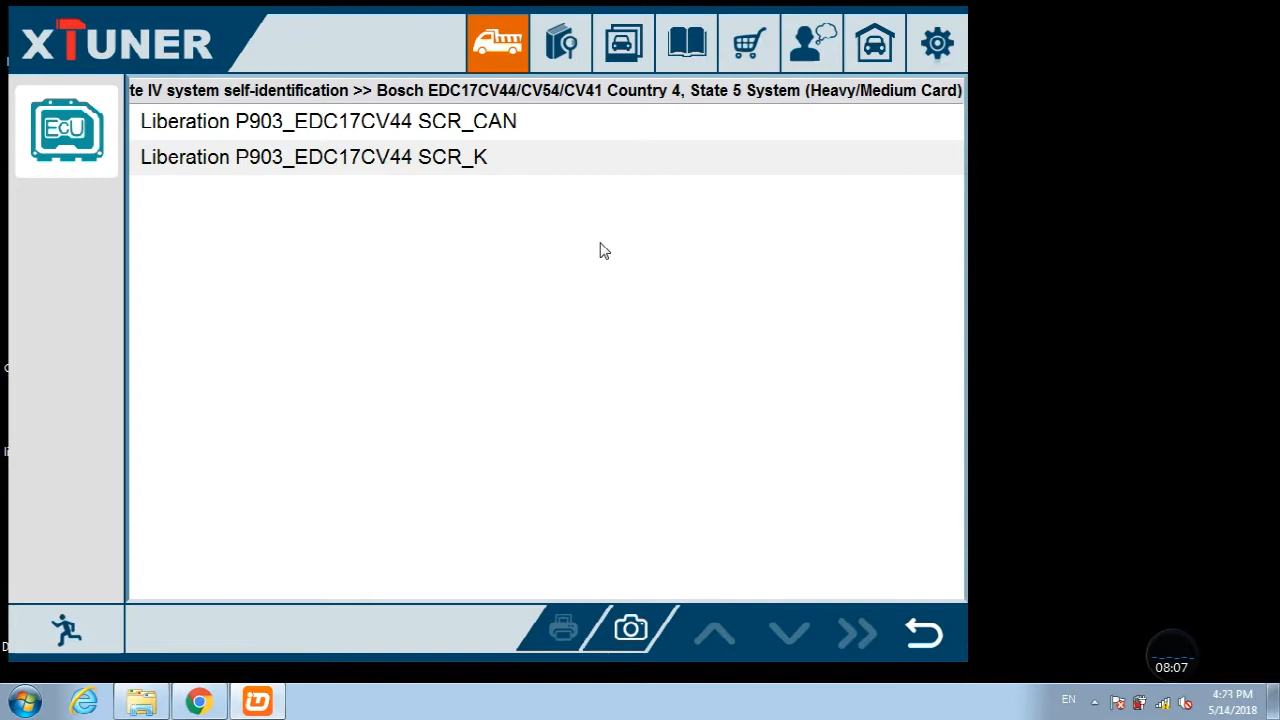 XTUNER
te IV system self-identification >> Bosch EDC17CV44/CV54/CV41 Country 4, State 5 System (Heavy/Medium Card)
ECU
Liberation P903_EDC17CV44 SCR_CAN
Liberation P903_EDC17CV44 SCR_K
08:07
EN
4:23 PM
5/14/2018